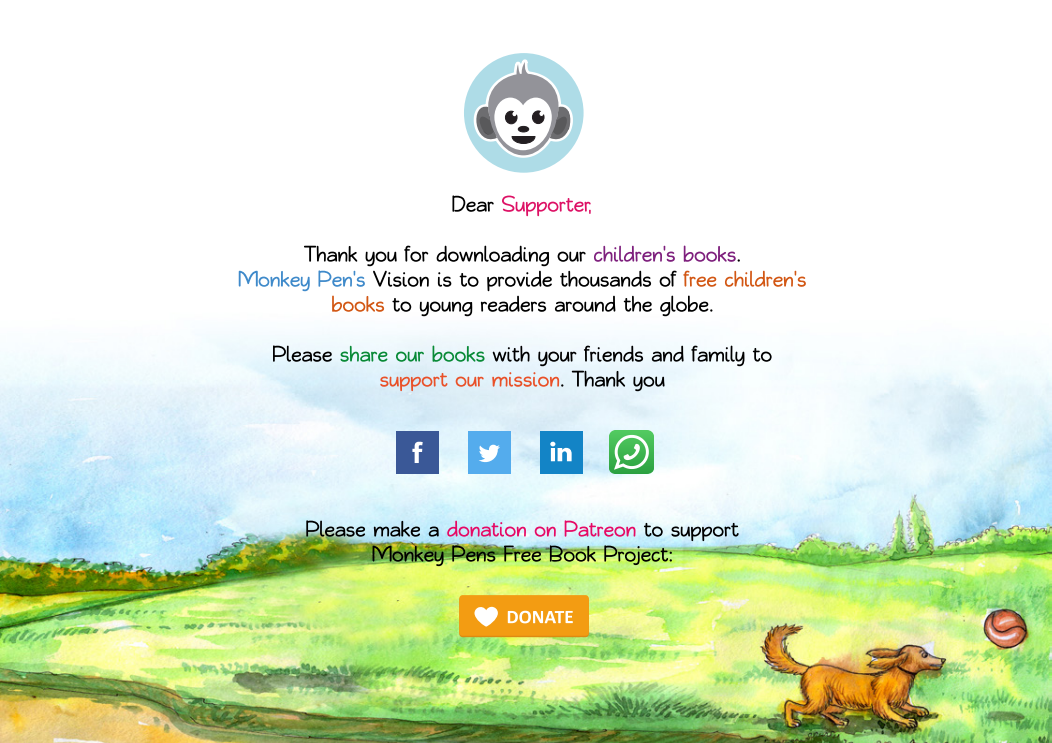 Dear Supporter,
Thank you for downloading our children's books.
Monkey Pen's Vision is to provide thousands of free children's
books to young readers around the globe.
Please share our books with your friends and family to
support our mission. Thank you
f
in
Please make a donation on Patreon to support
Monkey Pens Free Book Project:
DONATE